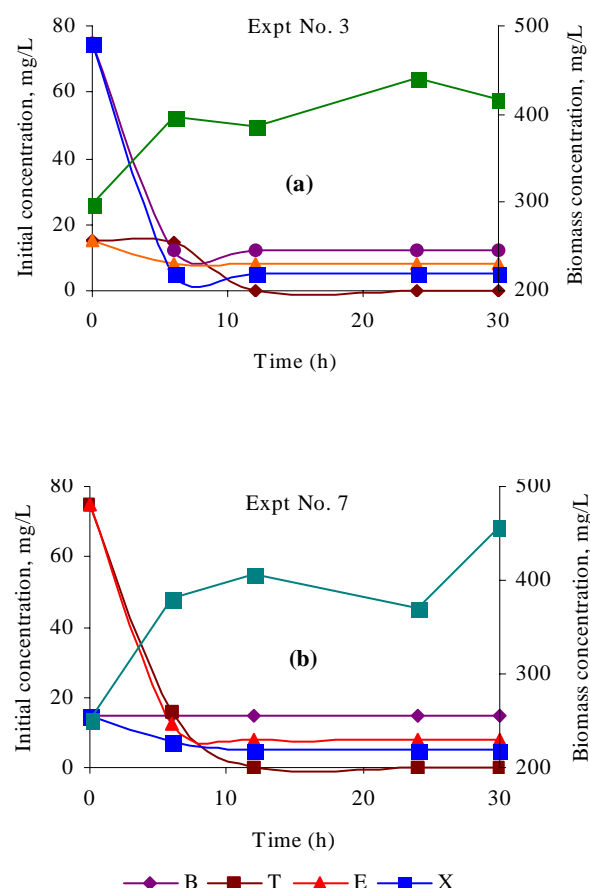 Expt No. 3
80
60
40
20
0
500
400
300
200
(a)
0 10 20 30
Initial concentration, mg/L
Biomass concentration, mg/L
Time (h)
Expt No. 7
80
60
40
20
0
500
400
300
200
(b)
0 10 20 30
Initial concentration, mg/L
Biomass concentration, mg/L
Time (h)
B T E X